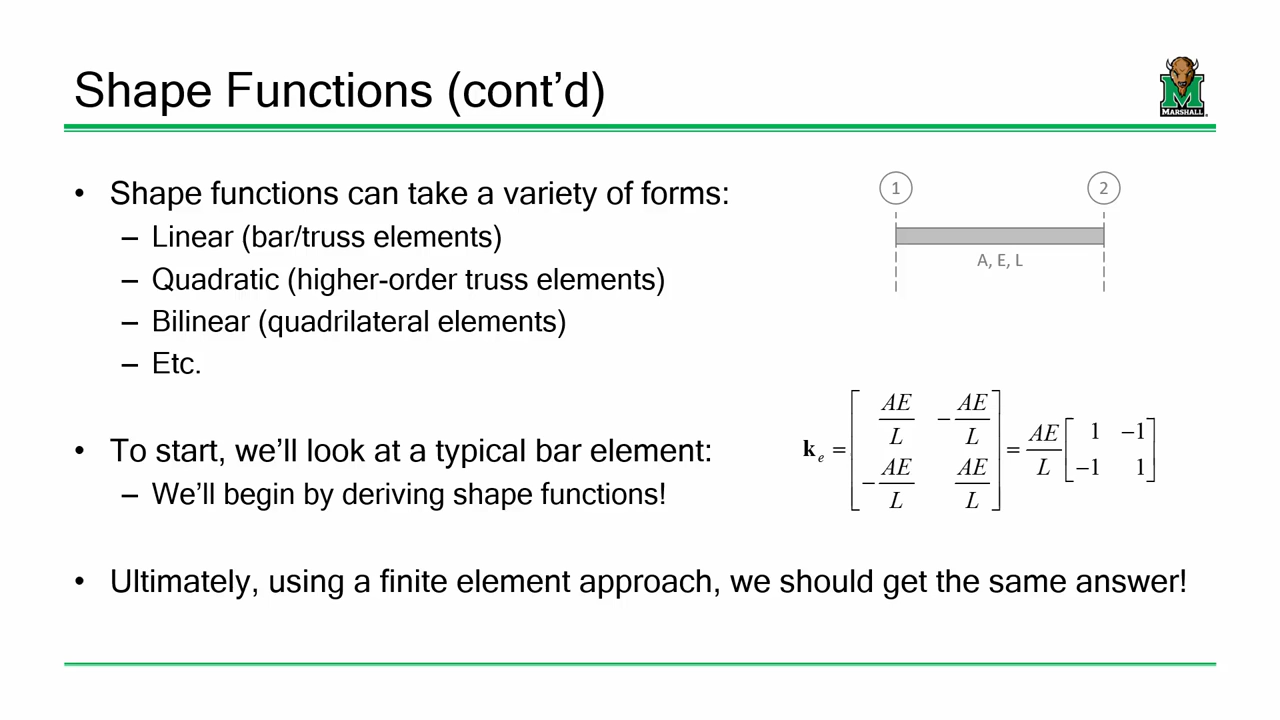 Shape Functions (cont’d)
MARSHALL
• Shape functions can take a variety of forms:
– Linear (bar/truss elements)
– Quadratic (higher-order truss elements)
– Bilinear (quadrilateral elements)
– Etc.
• To start, we’ll look at a typical bar element:
– We’ll begin by deriving shape functions!
• Ultimately, using a finite element approach, we should get the same answer!
1 2
A, E, L
k_e = [ AE/L −AE/L ; −AE/L AE/L ] = AE/L [ 1 −1 ; −1 1 ]